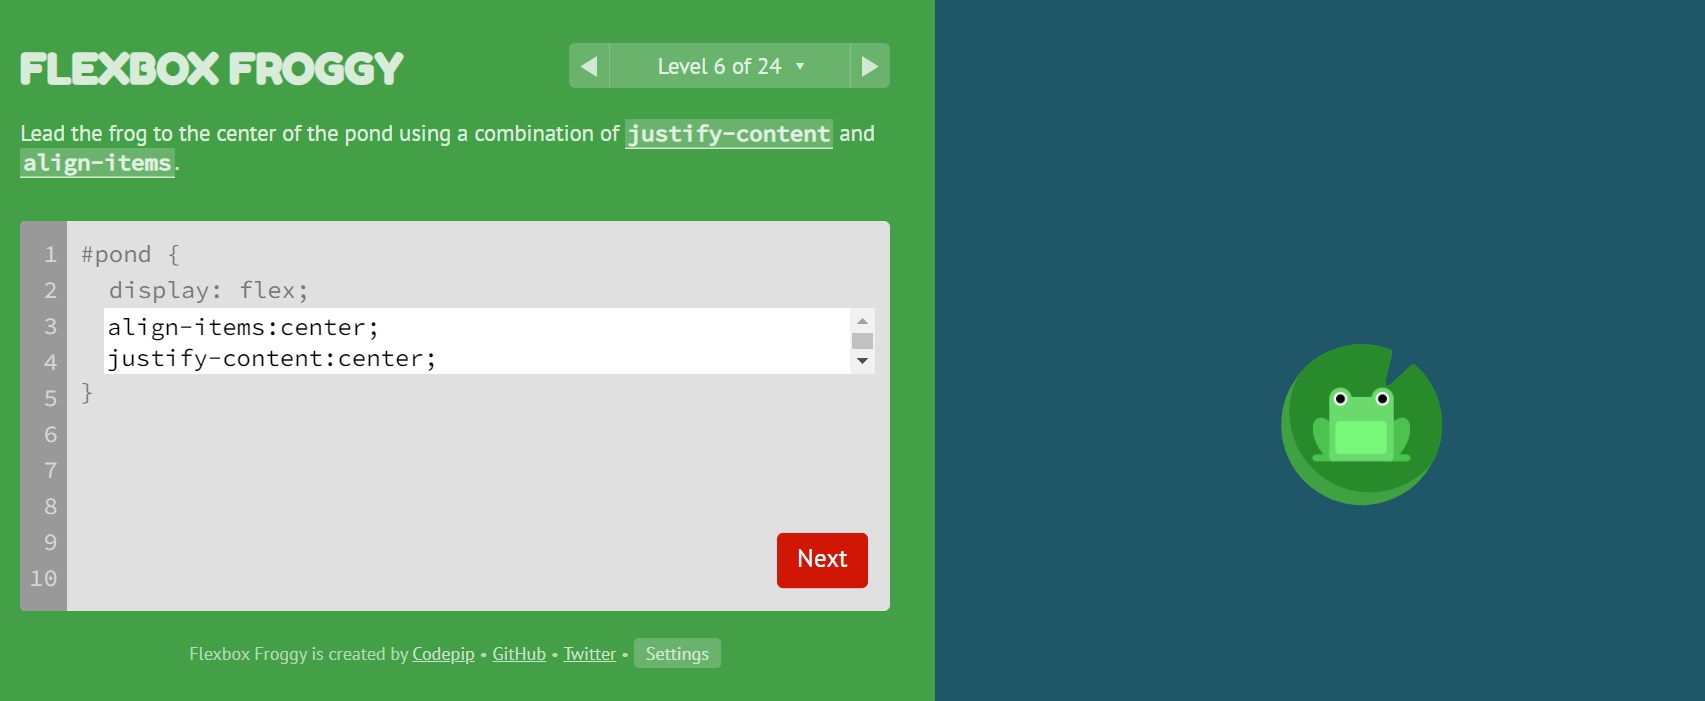 FLEXBOX FROGGY
Level 6 of 24
Lead the frog to the center of the pond using a combination of justify-content and
align-items.
1 #pond {
2 display: flex;
3 align-items:center;
4 justify-content:center;
5 }
6
7
8
9
10
Next
Flexbox Froggy is created by Codepip • GitHub • Twitter • Settings